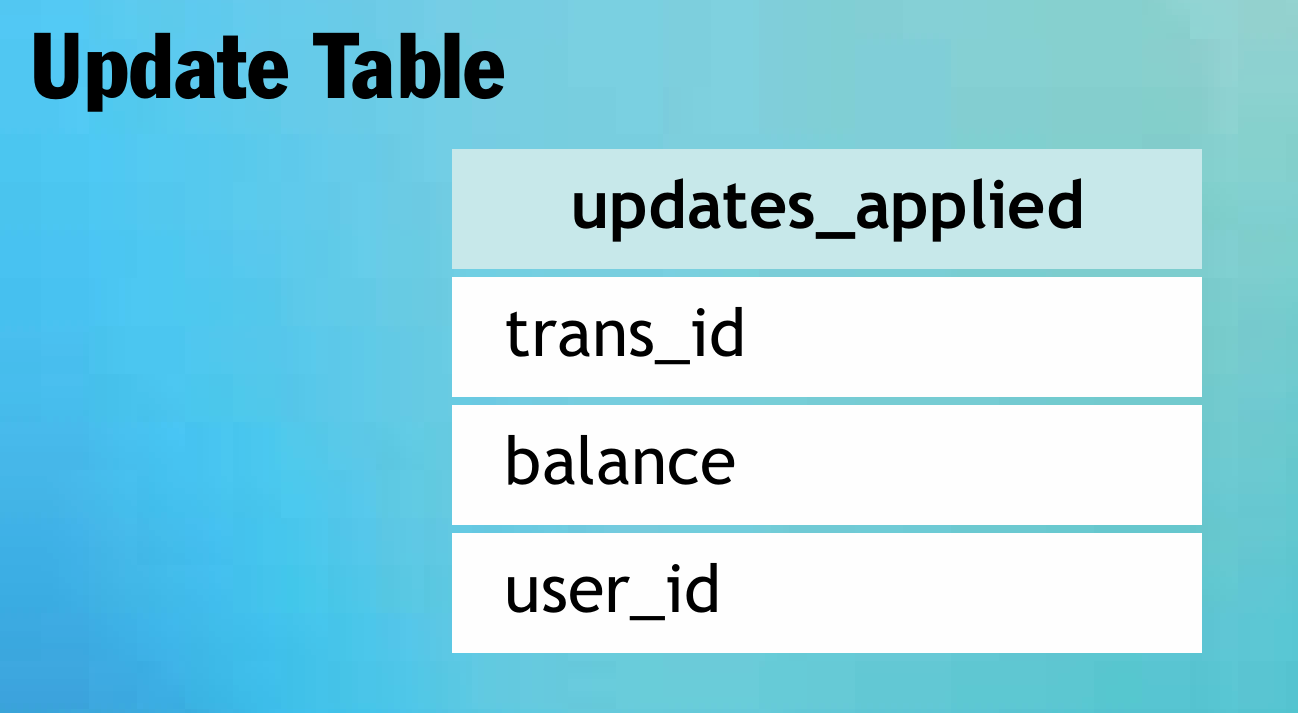 Update Table
updates_applied
trans_id
balance
user_id